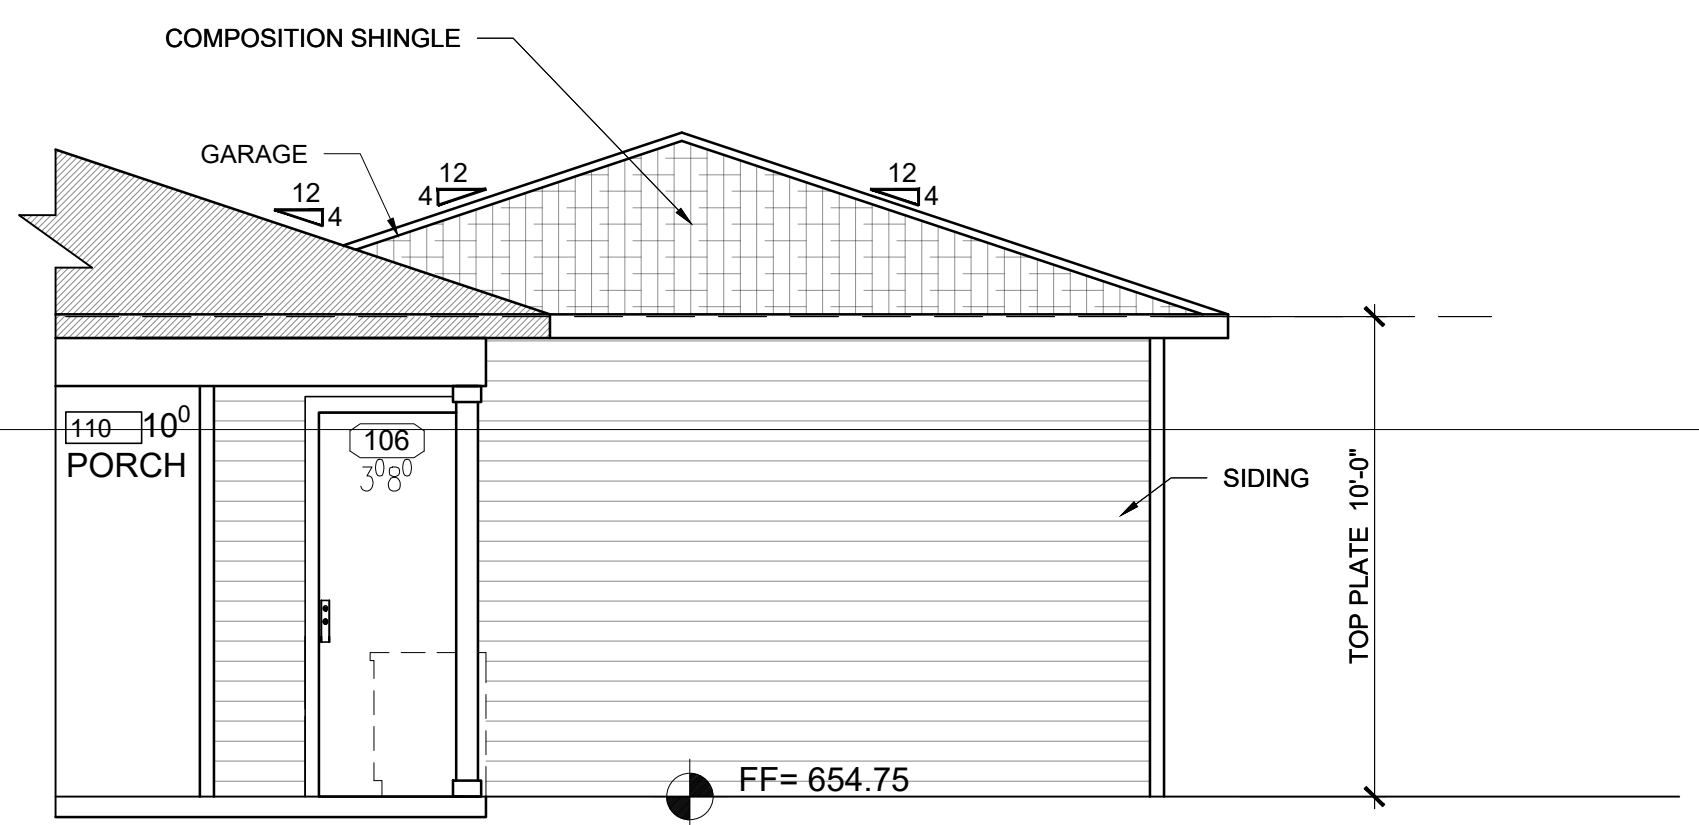 COMPOSITION SHINGLE
GARAGE
12
4
12
4
12
4
110 10⁰
PORCH
106
3⁰8⁰
SIDING
TOP PLATE 10'-0"
FF= 654.75